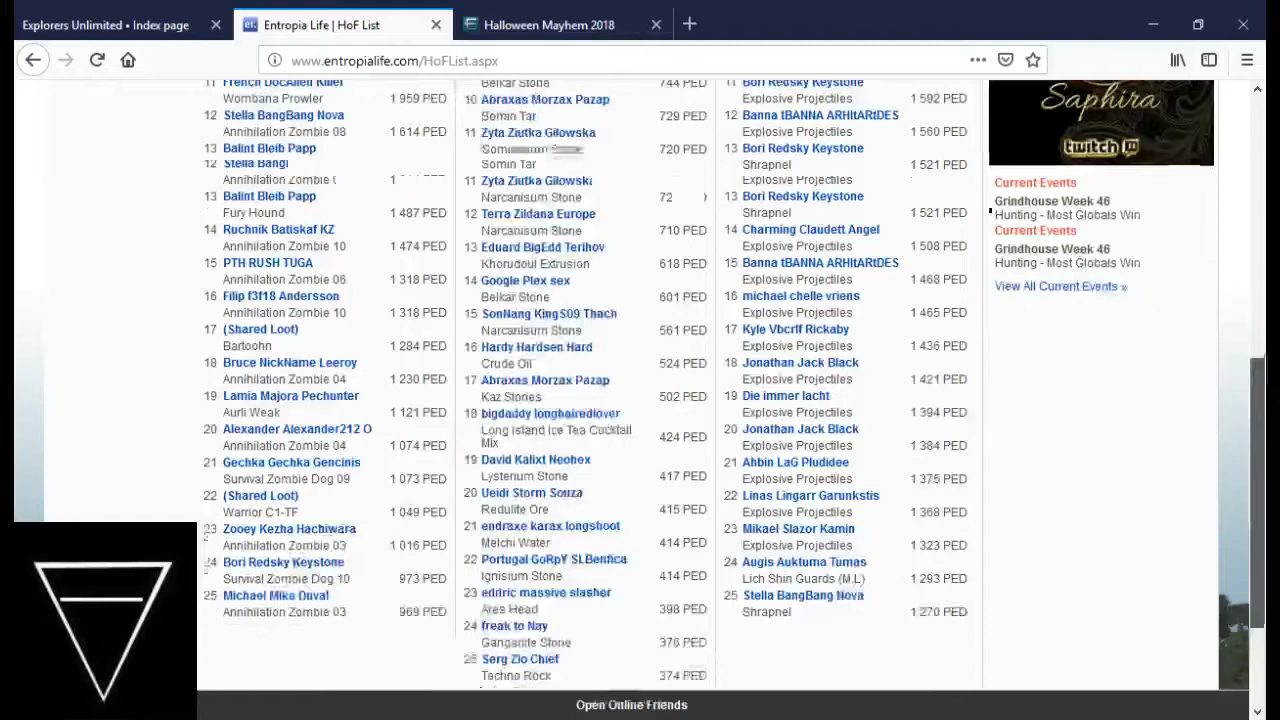 Explorers Unlimited • Index page
Entropia Life | HoF List
Halloween Mayhem 2018
www.entropialife.com/HoFList.aspx
11 French DocAllen Killer
Wombana Prowler 1 959 PED
12 Stella BangBang Nova
Annihilation Zombie 08 1 614 PED
13 Balint Bleib Papp
12 Stella Bangl
Annihilation Zombie
13 Balint Bleib Papp
Fury Hound 1 487 PED
14 Ruchnik Batiskaf KZ
Annihilation Zombie 10 1 474 PED
15 PTH RUSH TUGA
Annihilation Zombie 06 1 318 PED
16 Filip f3f18 Andersson
Annihilation Zombie 10 1 318 PED
17 (Shared Loot)
Bartoohn 1 284 PED
18 Bruce NickName Leeroy
Annihilation Zombie 04 1 230 PED
19 Lamia Majora Pechunter
Aurli Weak 1 121 PED
20 Alexander Alexander212 O
Annihilation Zombie 04 1 074 PED
21 Gechka Gechka Gencinis
Survival Zombie Dog 09 1 073 PED
22 (Shared Loot)
Warrior C1-TF 1 049 PED
23 Zooey Kezha Hachiwara
Annihilation Zombie 03 1 016 PED
24 Bori Redsky Keystone
Survival Zombie Dog 10 973 PED
25 Michael Mike Duval
Annihilation Zombie 03 969 PED
Belkar Stone 744 PED
10 Abraxas Morzax Pazap
Somin Tar 729 PED
11 Zyta Ziutka Gilowska
720 PED
Somin Tar
11 Zyta Ziutka Gilowska
Narcanisum Stone 72
12 Terra Zildana Europe
Narcanisum Stone 710 PED
13 Eduard BigEdd Terihov
Khorudoul Extrusion 618 PED
14 Google Plex sex
Belkar Stone 601 PED
15 SonNang KingS09 Thach
Narcanisum Stone 561 PED
16 Hardy Hardsen Hard
Crude Oil 524 PED
17 Abraxas Morzax Pazap
Kaz Stories 502 PED
18 bigdaddy longhairedlover
Long Island Ice Tea Cocktail
Mix 424 PED
19 David Kalixt Neohex
Lysterium Stone 417 PED
20 Ueidi Storm Souza
Redulite Ore 415 PED
21 endraxe karax longshoot
Melchi Water 414 PED
22 Portugal GoRpY SLBenfica
Ignisium Stone 414 PED
23 eddric massive slasher
Ares Head 398 PED
24 freak to Nay
Ganganite Stone 376 PED
25 Serg Zio Chief
Techno Rock 374 PED
11 Bori Redsky Keystone
Explosive Projectiles 1 592 PED
12 Banna tBANNA ARHItARtDES
Explosive Projectiles 1 560 PED
13 Bori Redsky Keystone
Shrapnel 1 521 PED
Explosive Projectiles
13 Bori Redsky Keystone
Shrapnel 1 521 PED
14 Charming Claudett Angel
Explosive Projectiles 1 508 PED
15 Banna tBANNA ARHItARtDES
Explosive Projectiles 1 468 PED
16 michael chelle vriens
Explosive Projectiles 1 465 PED
17 Kyle Vbcrlf Rickaby
Explosive Projectiles 1 436 PED
18 Jonathan Jack Black
Explosive Projectiles 1 421 PED
19 Die immer lacht
Explosive Projectiles 1 394 PED
20 Jonathan Jack Black
Explosive Projectiles 1 384 PED
21 Ahbin LaG Pludidee
Explosive Projectiles 1 375 PED
22 Linas Lingarr Garunkstis
Explosive Projectiles 1 368 PED
23 Mikael Slazor Kamin
Explosive Projectiles 1 323 PED
24 Augis Auktuma Tumas
Lich Shin Guards (M,L) 1 293 PED
25 Stella BangBang Nova
Shrapnel 1 270 PED
Saphira
twitch
Current Events
Grindhouse Week 46
Hunting - Most Globals Win
Current Events
Grindhouse Week 46
Hunting - Most Globals Win
View All Current Events »
Open Online Friends